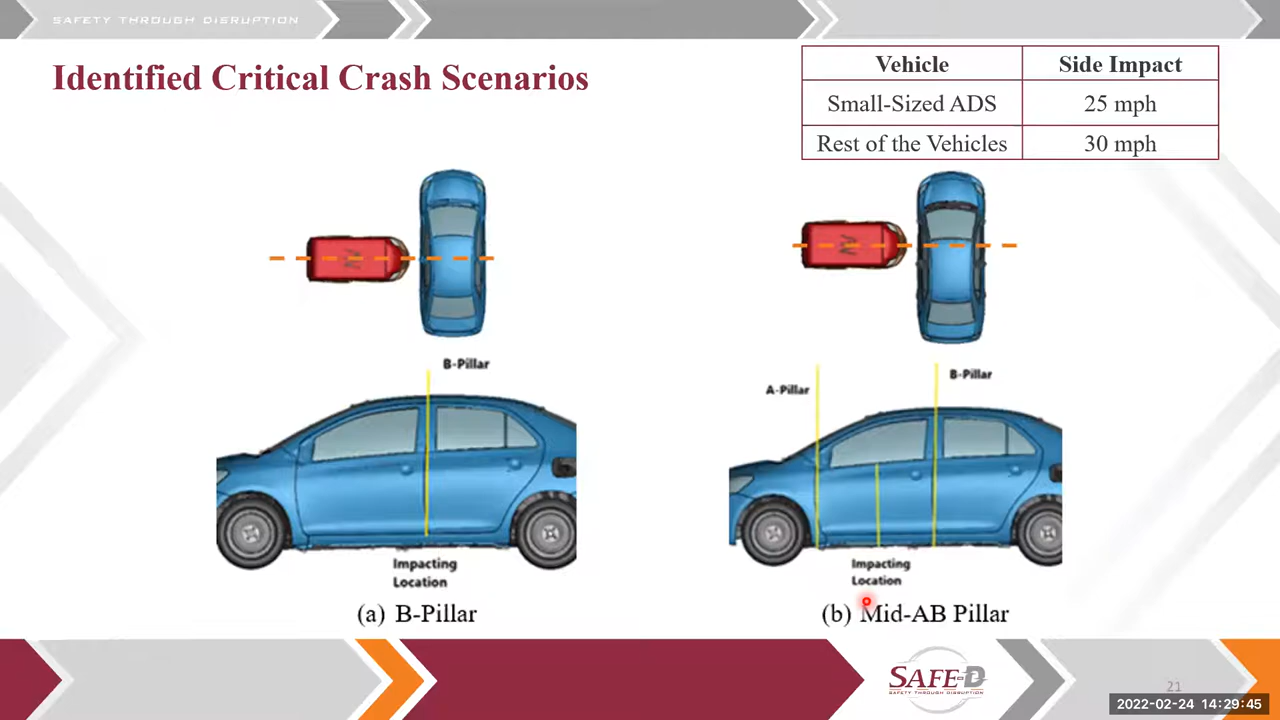 SAFETY THROUGH DISRUPTION
Identified Critical Crash Scenarios
Vehicle Side Impact
Small-Sized ADS 25 mph
Rest of the Vehicles 30 mph
B-Pillar
Impacting
Location
(a) B-Pillar
A-Pillar
B-Pillar
Impacting
Location
(b) Mid-AB Pillar
SAFE-D
SAFETY THROUGH DISRUPTION
21
2022-02-24 14:29:45